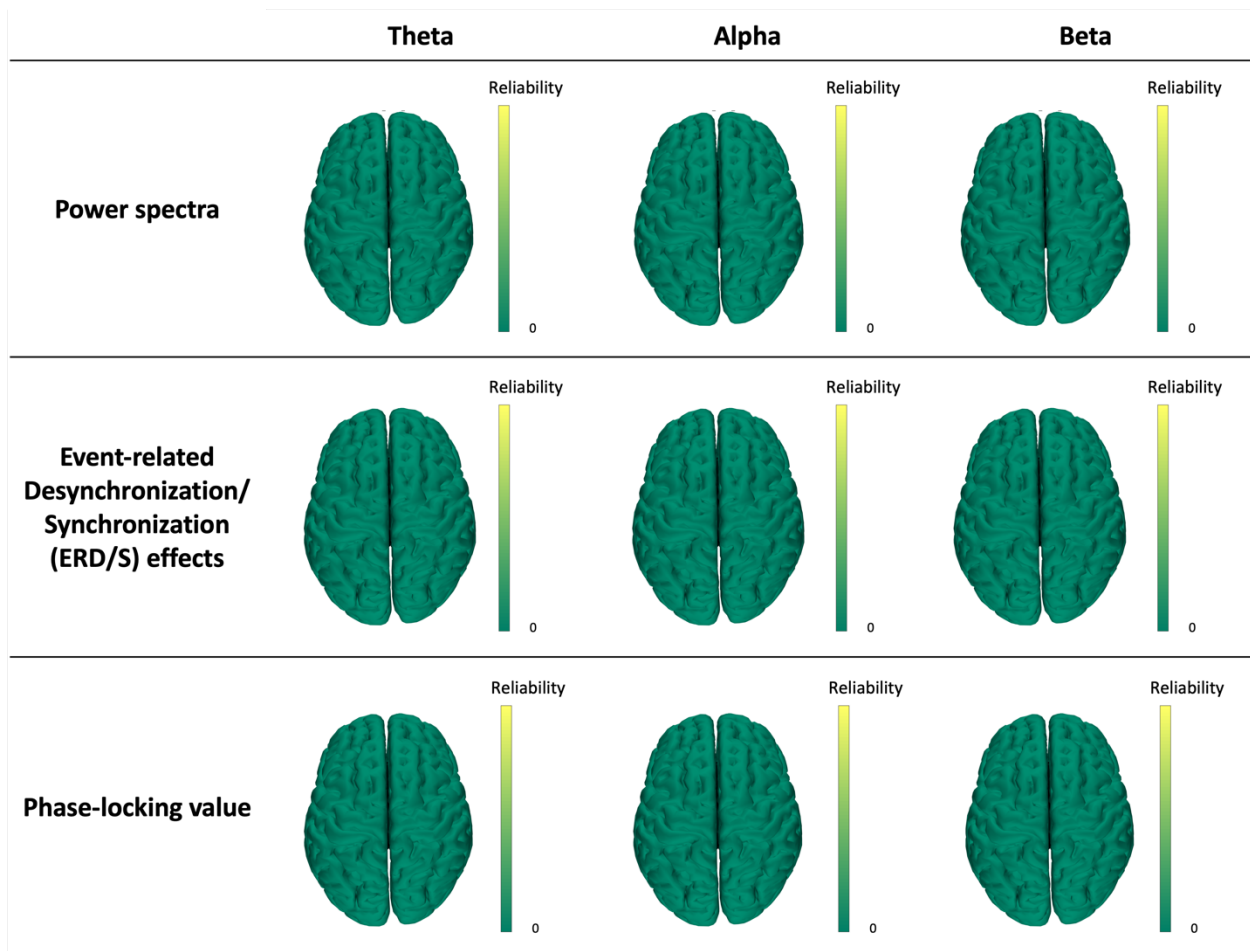 Theta Alpha Beta
Reliability Reliability Reliability
Power spectra
0 0 0
Reliability Reliability Reliability
Event-related
Desynchronization/
Synchronization
(ERD/S) effects
0 0 0
Reliability Reliability Reliability
Phase-locking value
0 0 0